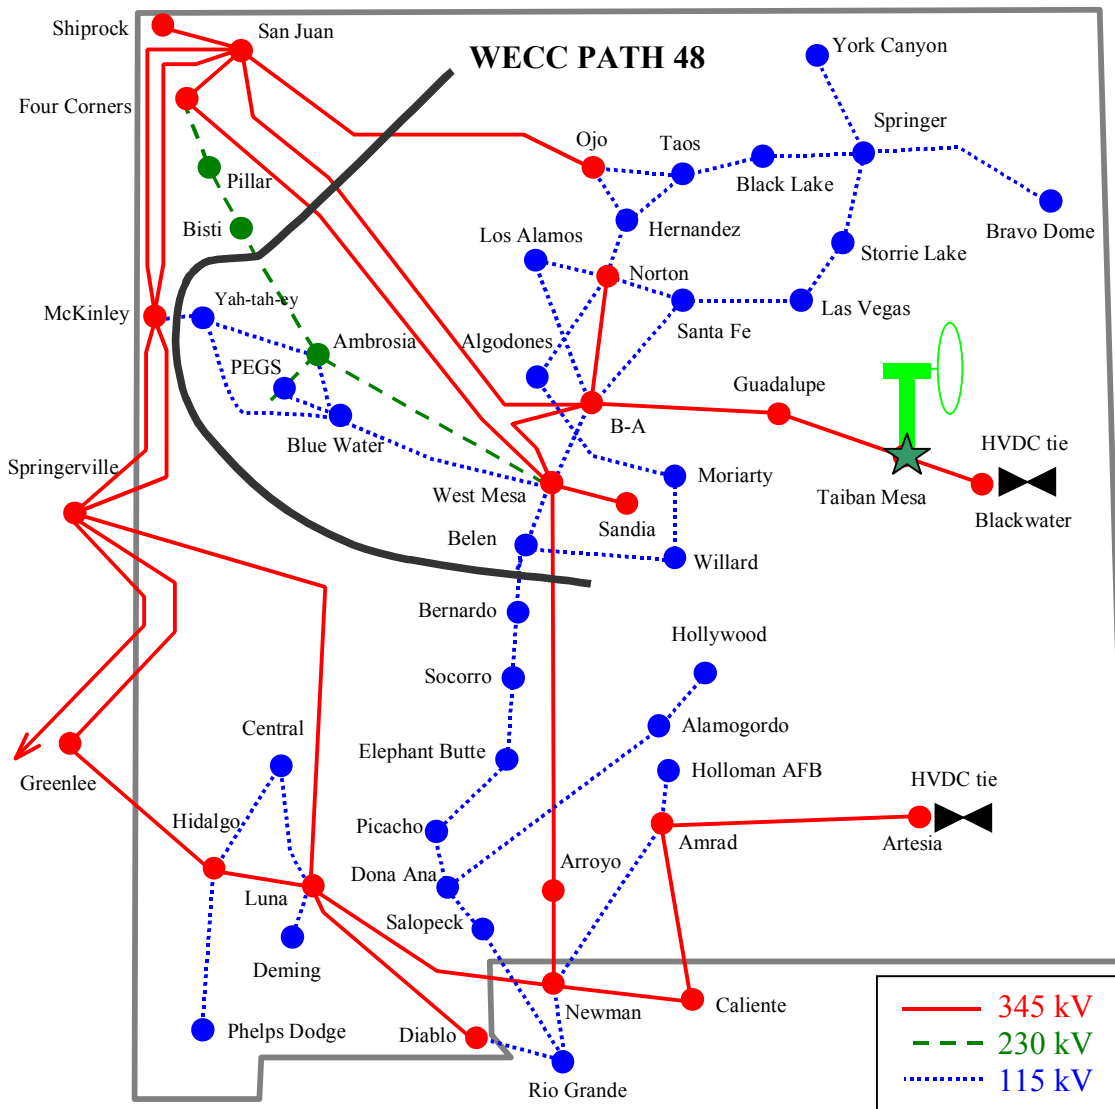 Shiprock
San Juan
WECC PATH 48
York Canyon
Four Corners
Springer
Ojo
Taos
Black Lake
Pillar
Bisti
Hernandez
Los Alamos
Bravo Dome
Storrie Lake
Norton
Yah-tah-ey
McKinley
Las Vegas
Santa Fe
Algodones
Ambrosia
PEGS
Guadalupe
B-A
Blue Water
HVDC tie
Springerville
Moriarty
West Mesa
Taiban Mesa
Sandia
Blackwater
Belen
Willard
Bernardo
Hollywood
Socorro
Central
Alamogordo
Elephant Butte
Holloman AFB
Greenlee
HVDC tie
Hidalgo
Picacho
Amrad
Artesia
Arroyo
Dona Ana
Luna
Salopeck
Deming
Caliente
Newman
345 kV
Phelps Dodge
Diablo
230 kV
115 kV
Rio Grande